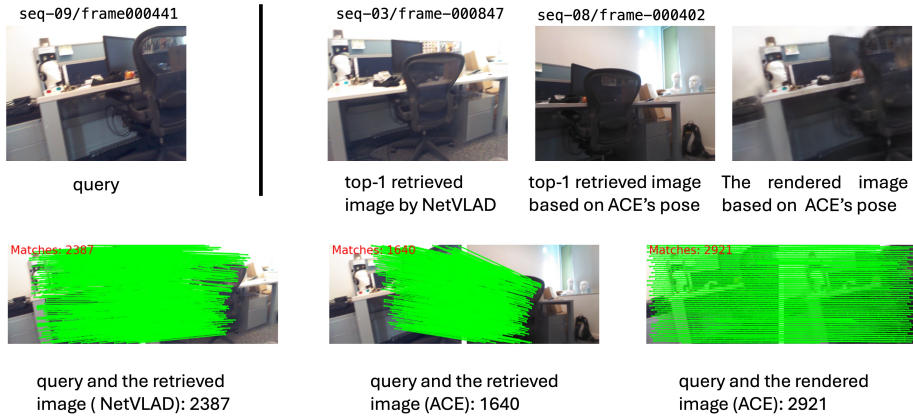 seq-09/frame000441
seq-03/frame-000847
seq-08/frame-000402
query
top-1 retrieved
image by NetVLAD
top-1 retrieved image
based on ACE’s pose
The rendered image
based on ACE’s pose
Matches: 2387
Matches: 1640
Matches: 2921
query and the retrieved
image ( NetVLAD): 2387
query and the retrieved
image (ACE): 1640
query and the rendered
image (ACE): 2921